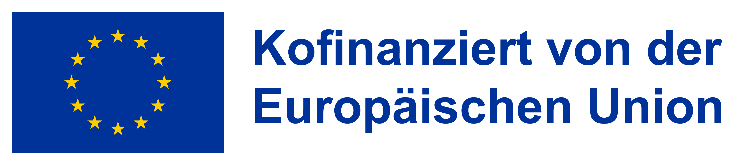 Kofinanziert von der
Europäischen Union